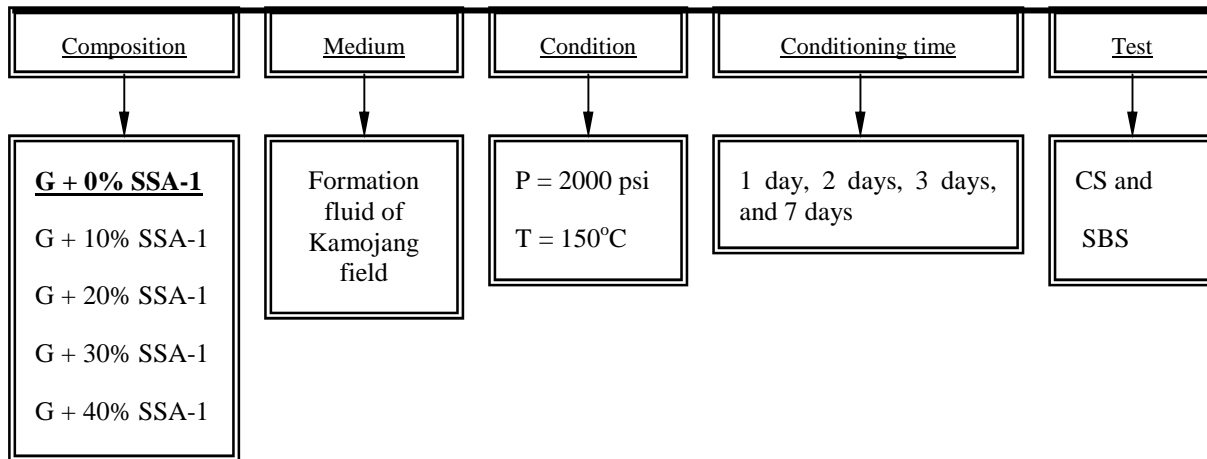 Composition
Medium
Condition
Conditioning time
Test
G + 0% SSA-1
G + 10% SSA-1
G + 20% SSA-1
G + 30% SSA-1
G + 40% SSA-1
Formation
fluid of
Kamojang
field
P = 2000 psi
T = 150°C
1 day, 2 days, 3 days,
and 7 days
CS and
SBS